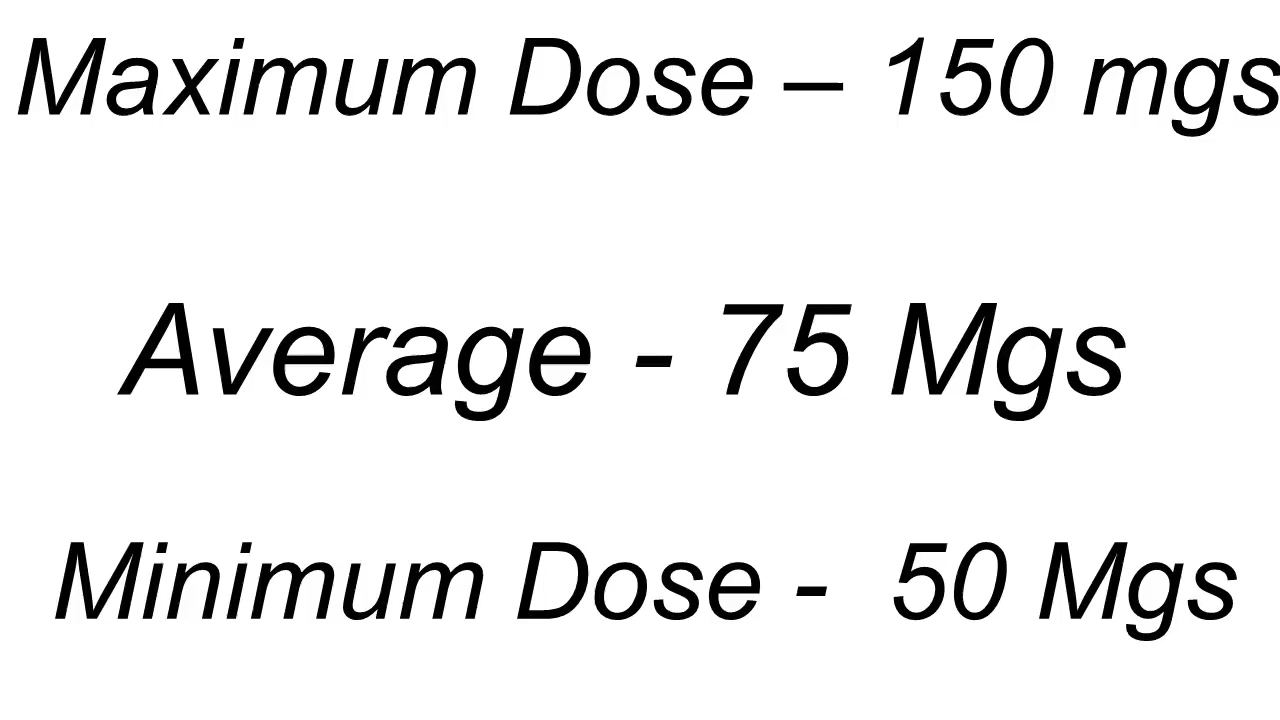 Maximum Dose – 150 mgs
Average - 75 Mgs
Minimum Dose -  50 Mgs